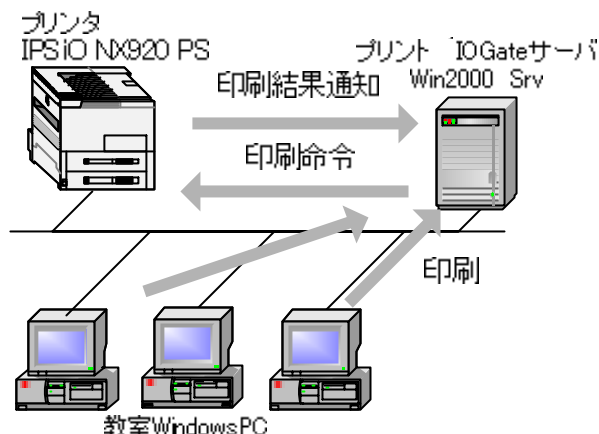 プリンタ
IPSiO NX920 PS
プリント IOGateサーバ
Win2000 Srv
印刷結果通知
印刷命令
印刷
教室WindowsPC